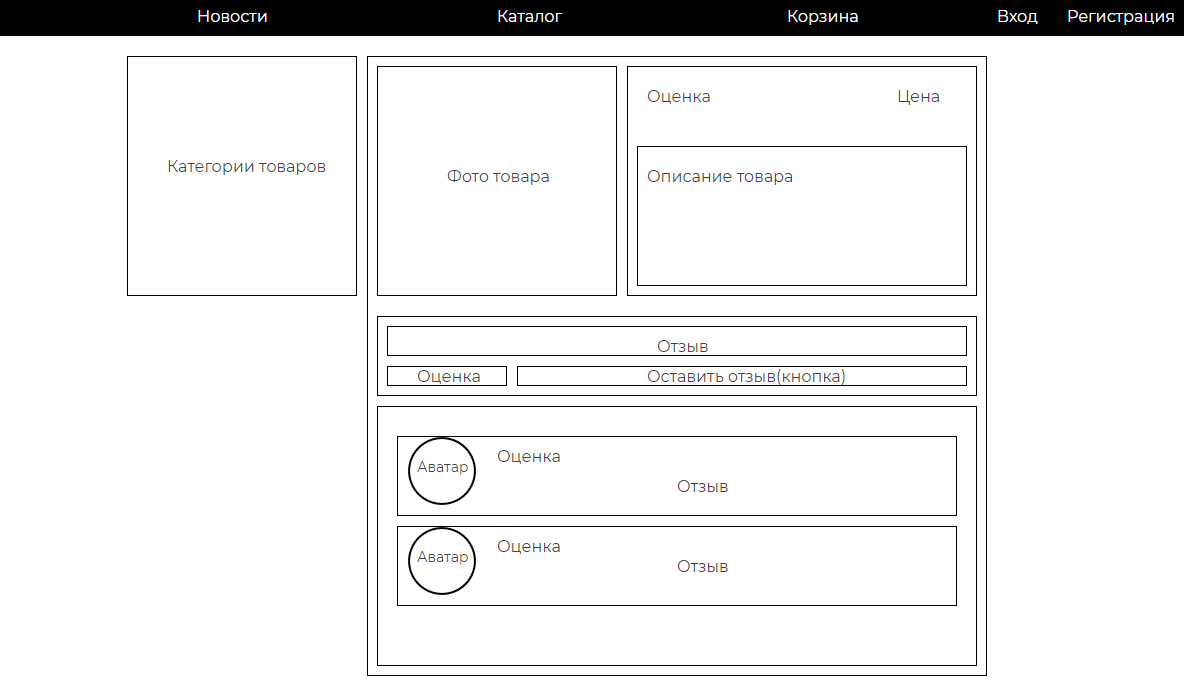 Новости
Каталог
Корзина
Вход
Регистрация
Категории товаров
Фото товара
Оценка
Цена
Описание товара
Отзыв
Оценка
Оставить отзыв(кнопка)
Аватар
Оценка
Отзыв
Аватар
Оценка
Отзыв